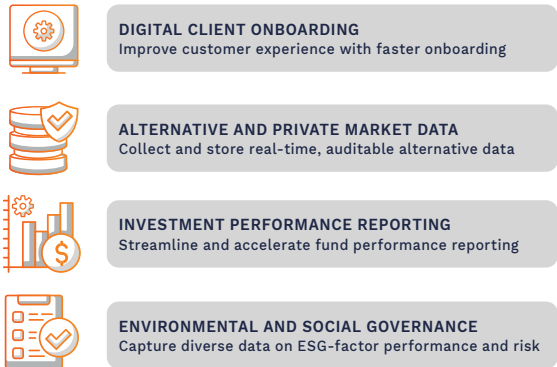 DIGITAL CLIENT ONBOARDING
Improve customer experience with faster onboarding
ALTERNATIVE AND PRIVATE MARKET DATA
Collect and store real-time, auditable alternative data
INVESTMENT PERFORMANCE REPORTING
Streamline and accelerate fund performance reporting
$
ENVIRONMENTAL AND SOCIAL GOVERNANCE
Capture diverse data on ESG-factor performance and risk